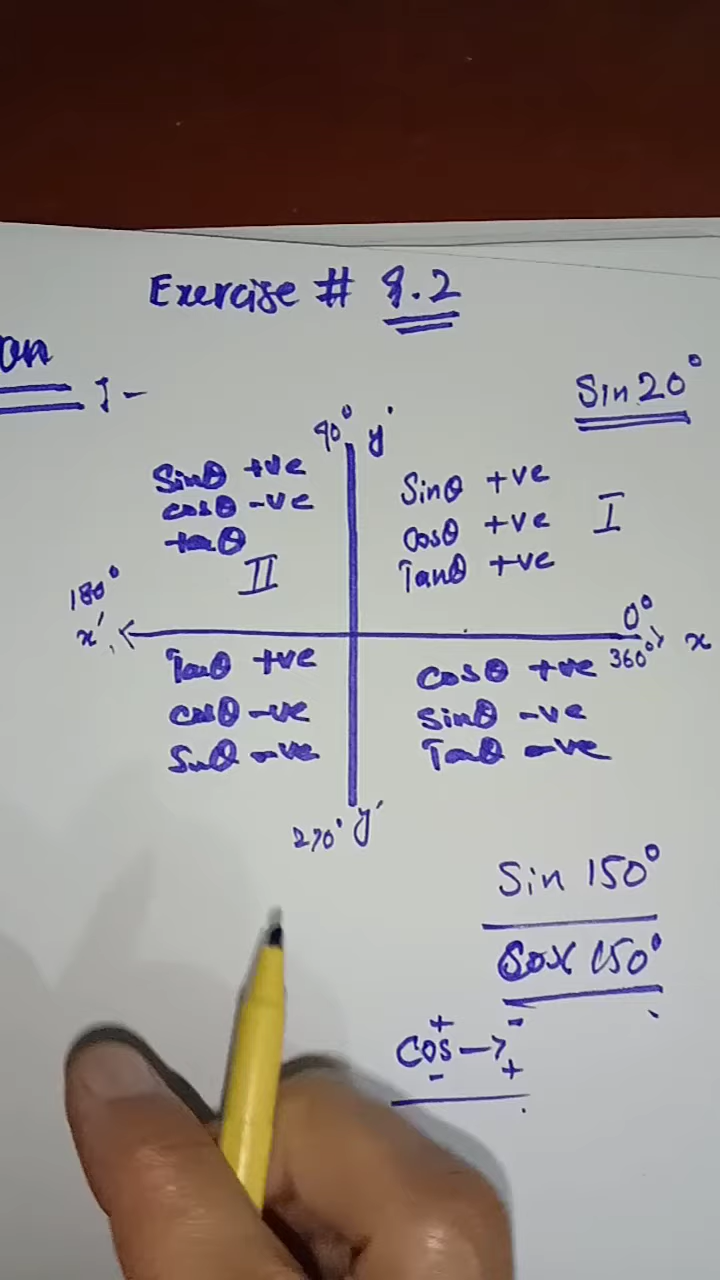 Exercise # 9.2
on
:-
Sin 20°
90° y
Sinθ +ve
cosθ -ve
tanθ
II
Sinθ +ve
Cosθ +ve
Tanθ +ve
I
180°
x'
0°
360°
x
Tanθ +ve
cosθ -ve
Sinθ -ve
cosθ +ve
sinθ -ve
Tanθ -ve
270° y'
Sin 150°
Cos 150°
+ -
cos →
- +